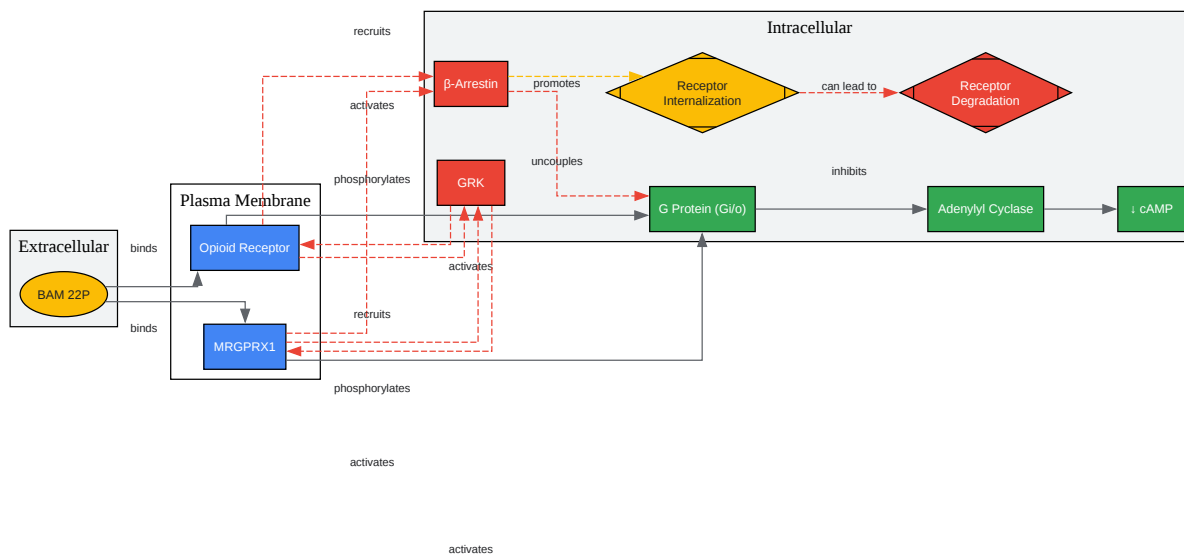 recruits
Intracellular
β-Arrestin
promotes
Receptor
Internalization
can lead to
Receptor
Degradation
activates
uncouples
inhibits
phosphorylates
GRK
Plasma Membrane
G Protein (Gi/o)
Adenylyl Cyclase
↓ cAMP
Extracellular
binds
Opioid Receptor
activates
BAM 22P
binds
recruits
MRGPRX1
phosphorylates
activates
activates